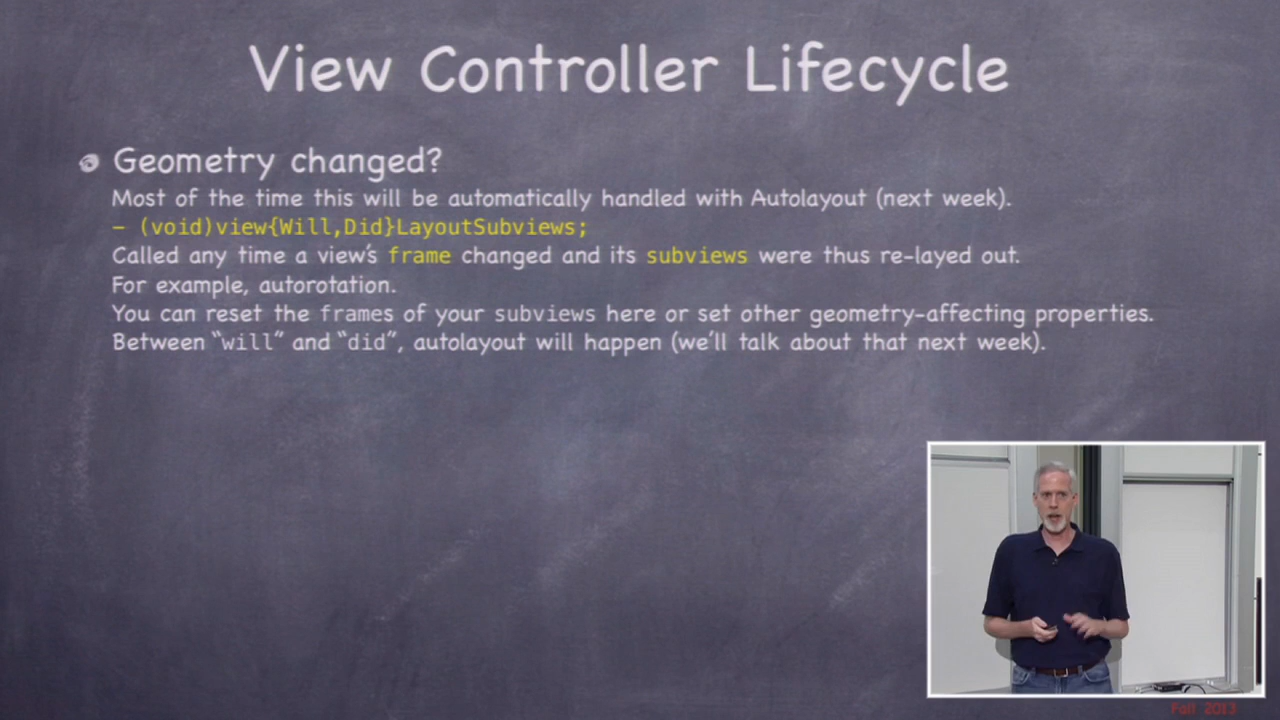 View Controller Lifecycle
Geometry changed?
Most of the time this will be automatically handled with Autolayout (next week).
- (void)view{Will,Did}LayoutSubviews;
Called any time a view's frame changed and its subviews were thus re-layed out.
For example, autorotation.
You can reset the frames of your subviews here or set other geometry-affecting properties.
Between “will” and “did”, autolayout will happen (we'll talk about that next week).
Fall 2013